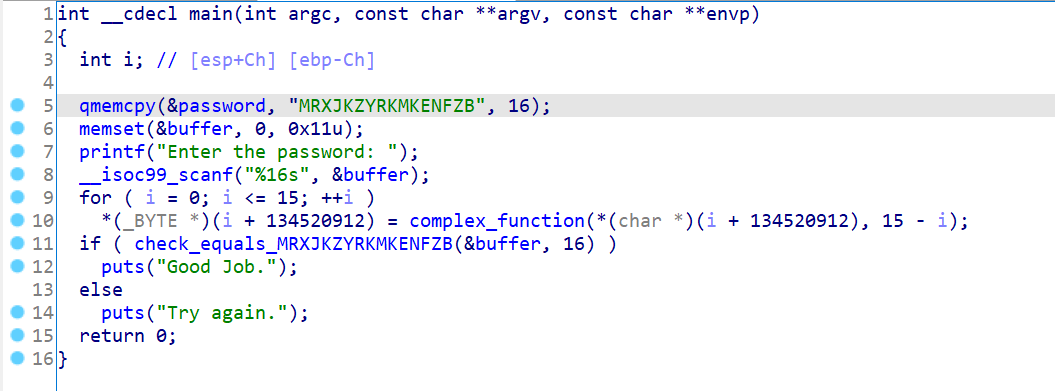 1 int __cdecl main(int argc, const char **argv, const char **envp)
2 {
3   int i; // [esp+Ch] [ebp-Ch]
4
5   qmemcpy(&password, "MRXJKZYRKMKENFZB", 16);
6   memset(&buffer, 0, 0x11u);
7   printf("Enter the password: ");
8   __isoc99_scanf("%16s", &buffer);
9   for ( i = 0; i <= 15; ++i )
10     *(_BYTE *)(i + 134520912) = complex_function(*(char *)(i + 134520912), 15 - i);
11   if ( check_equals_MRXJKZYRKMKENFZB(&buffer, 16) )
12     puts("Good Job.");
13   else
14     puts("Try again.");
15   return 0;
16 }